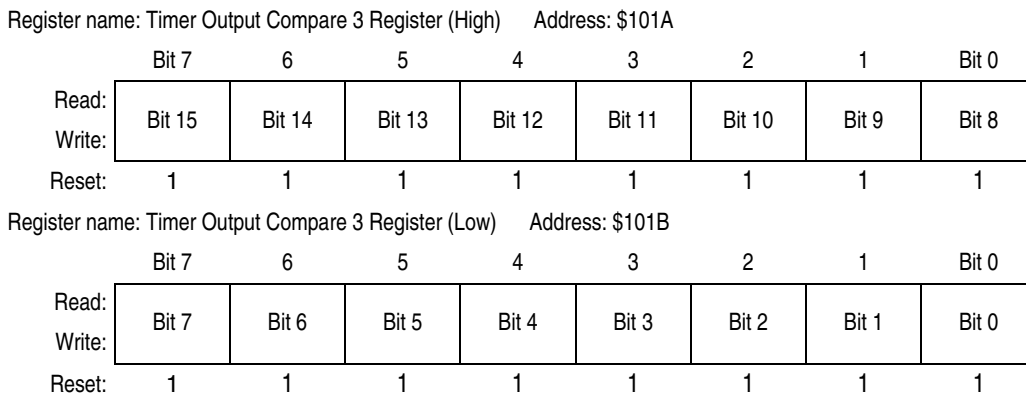 Register name: Timer Output Compare 3 Register (High) Address: $101A
Bit 7 6 5 4 3 2 1 Bit 0
Read:
Bit 15 Bit 14 Bit 13 Bit 12 Bit 11 Bit 10 Bit 9 Bit 8
Write:
Reset: 1 1 1 1 1 1 1 1
Register name: Timer Output Compare 3 Register (Low) Address: $101B
Bit 7 6 5 4 3 2 1 Bit 0
Read:
Bit 7 Bit 6 Bit 5 Bit 4 Bit 3 Bit 2 Bit 1 Bit 0
Write:
Reset: 1 1 1 1 1 1 1 1